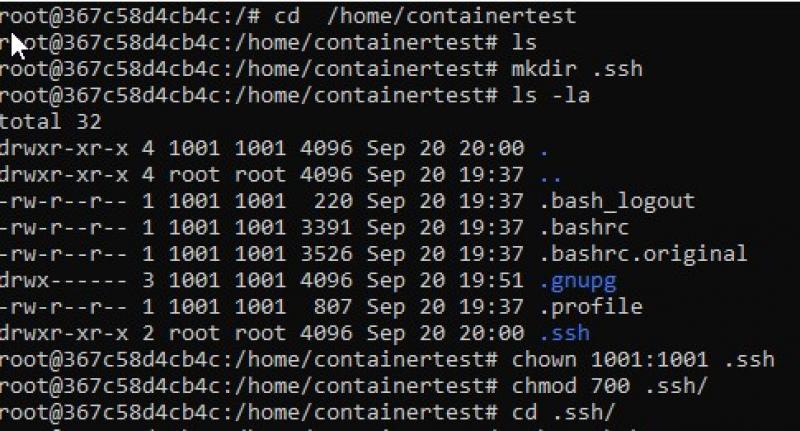 root@367c58d4cb4c:/# cd  /home/containertest
root@367c58d4cb4c:/home/containertest# ls
root@367c58d4cb4c:/home/containertest# mkdir .ssh
root@367c58d4cb4c:/home/containertest# ls -la
total 32
drwxr-xr-x 4 1001 1001 4096 Sep 20 20:00 .
drwxr-xr-x 4 root root 4096 Sep 20 19:37 ..
-rw-r--r-- 1 1001 1001  220 Sep 20 19:37 .bash_logout
-rw-r--r-- 1 1001 1001 3391 Sep 20 19:37 .bashrc
-rw-r--r-- 1 1001 1001 3526 Sep 20 19:37 .bashrc.original
drwx------ 3 1001 1001 4096 Sep 20 19:51 .gnupg
-rw-r--r-- 1 1001 1001  807 Sep 20 19:37 .profile
drwxr-xr-x 2 root root 4096 Sep 20 20:00 .ssh
root@367c58d4cb4c:/home/containertest# chown 1001:1001 .ssh
root@367c58d4cb4c:/home/containertest# chmod 700 .ssh/
root@367c58d4cb4c:/home/containertest# cd .ssh/